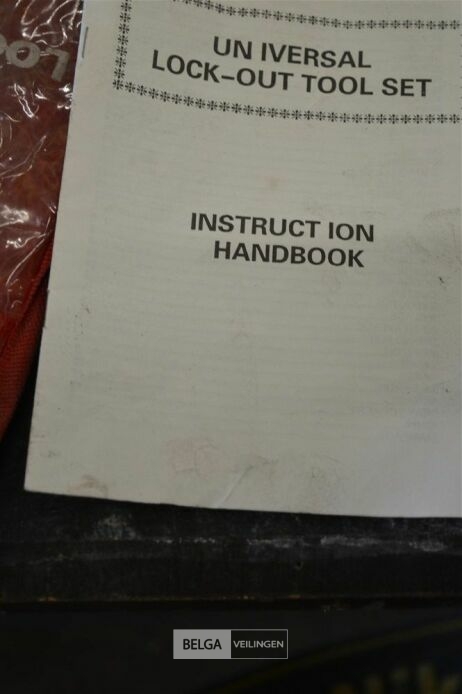 UN IVERSAL
LOCK-OUT TOOL SET
INSTRUCT ION
HANDBOOK
BELGA VEILINGEN